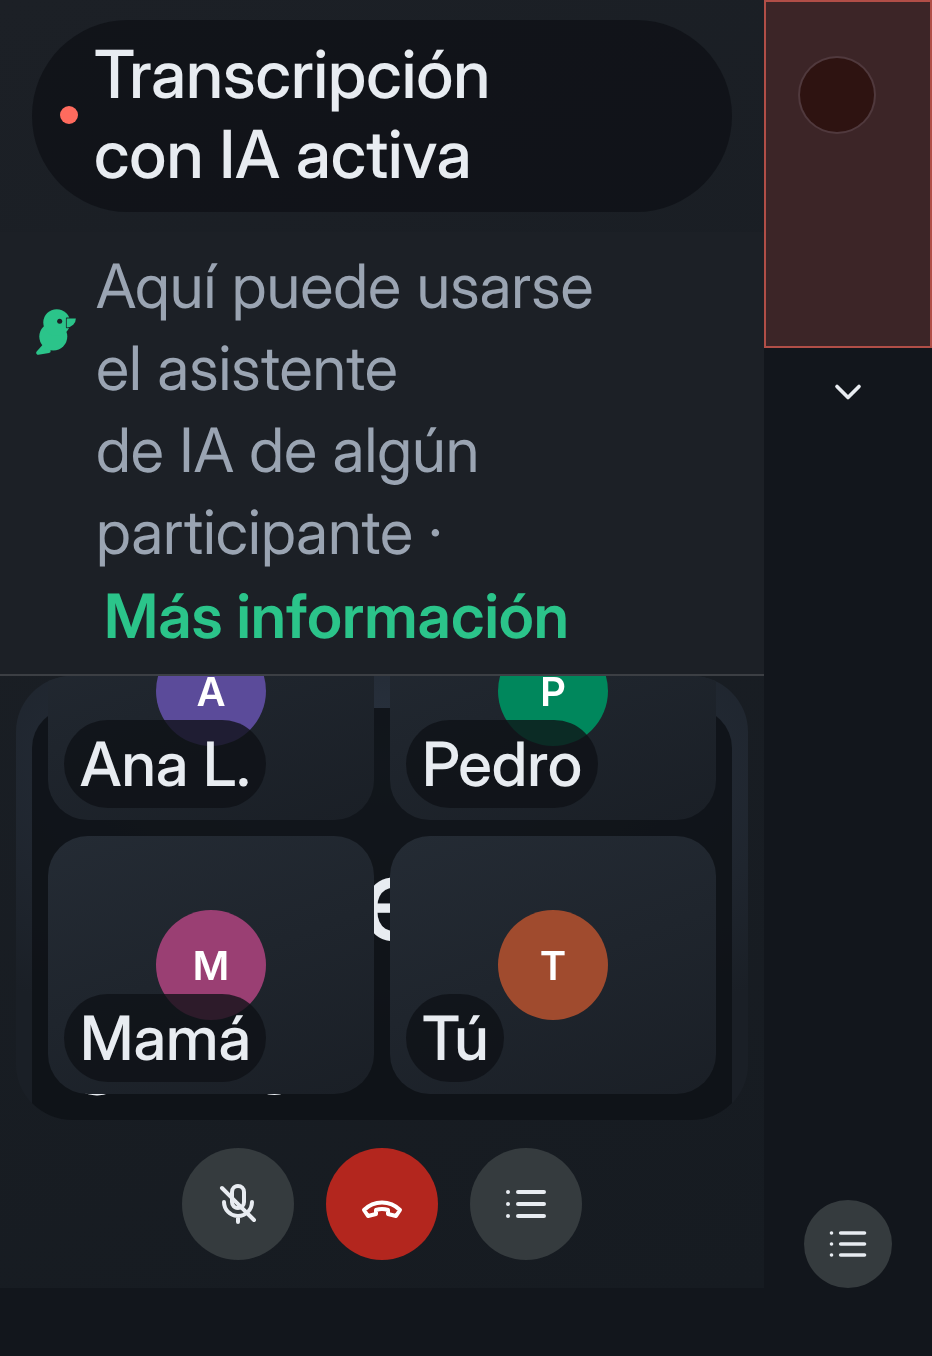 Transcripción
con IA activa
Aquí puede usarse
el asistente
de IA de algún
participante ·
Más información
A
P
Ana L.
Pedro
M
T
Mamá
Tú